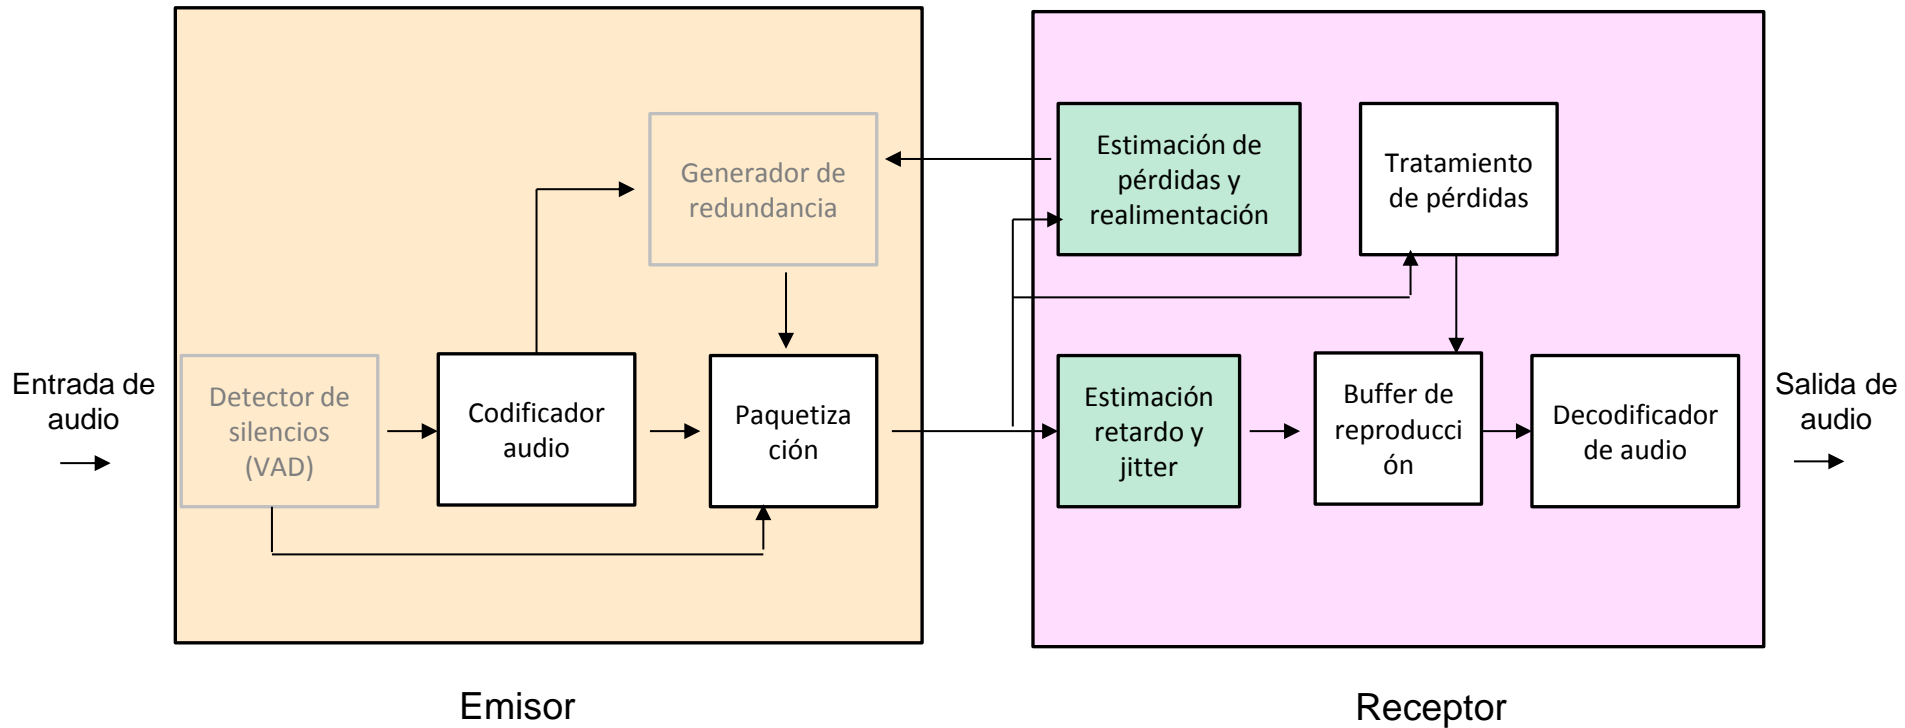 Generador de
redundancia
Estimación de
pérdidas y
realimentación
Tratamiento
de pérdidas
Entrada de
audio
Detector de
silencios
(VAD)
Codificador
audio
Paquetiza
ción
Estimación
retardo y
jitter
Buffer de
reproducci
ón
Decodificador
de audio
Salida de
audio
Emisor
Receptor